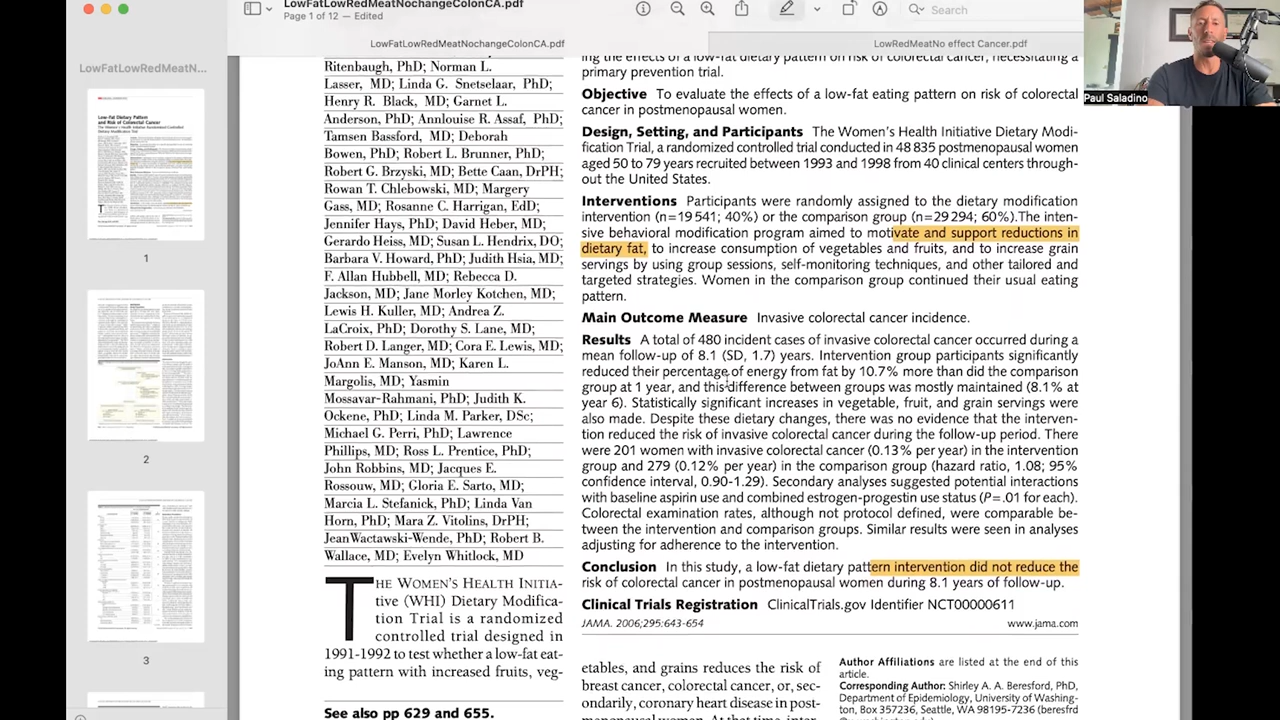 LowFatLowRedMeatNochangeColonCA.pdf
Page 1 of 12 — Edited
Search
LowFatLowRedMeatNochangeColonCA.pdf
LowRedMeatNo effect Cancer.pdf
Paul Saladino
LowFatLowRedMeatN...
Low-Fat Dietary Pattern
and Risk of Colorectal Cancer
1
2
3
Ritenbaugh, PhD; Norman L.
Lasser, MD; Linda G. Snetselaar, PhD;
Henry R. Black, MD; Garnet L.
Anderson, PhD; Annlouise R. Assaf, PhD;
Tamsen Bassford, MD; Phyllis
Bowen, PhD; Robert L. Brunner, PhD;
Robert G. Brzyski, MD; Bette Caan, DrPH;
Rowan T. Chlebowski, MD; Margery
Gass, MD; Rosanne C. Harrigan, EdD;
Jennifer Hays, PhD; David Heber, MD;
Gerardo Heiss, MD; Susan L. Hendrix, DO;
Barbara V. Howard, PhD; Judith Hsia, MD;
F. Allan Hubbell, MD; Rebecca D.
Jackson, MD; Jane Morley Kotchen, MD;
Lewis H. Kuller, MD; Andrea Z.
LaCroix, PhD; Dorothy S. Lane, MD;
Robert D. Langer, MD; Cora E. Lewis, MD;
JoAnn E. Manson, MD; Karen L.
Margolis, MD; Yasmin
Mossavar-Rahmani, PhD; Judith K.
Ockene, PhD; Linda M. Parker, DSc;
Michael G. Perri, PhD; Lawrence
Phillips, MD; Ross L. Prentice, PhD;
John Robbins, MD; Jacques E.
Rossouw, MD; Gloria E. Sarto, MD;
Marcia L. Stefanick, PhD; Linda Van
Horn, PhD; Mara Z. Vitolins, DrPH; Jean
Wactawski-Wende, PhD; Robert B.
Wallace, MD; Evelyn Whitlock, MD
HE WOMEN'S HEALTH INITIA-
tive Dietary Modification
trial was a randomized
controlled trial designed in
1991-1992 to test whether a low-fat eat-
ing pattern with increased fruits, veg-
See also pp 629 and 655.
ing the effects of a low-fat dietary pattern on risk of colorectal cancer, necessitating a
primary prevention trial.
Objective To evaluate the effects of a low-fat eating pattern on risk of colorectal
cancer in postmenopausal women.
Design, Setting, and Participants The Women's Health Initiative Dietary Modi-
fication Trial, a randomized controlled trial conducted in 48 835 postmenopausal women
aged 50 to 79 years recruited between 1993 and 1998 from 40 clinical centers through-
out the United States.
Interventions Participants were randomly assigned to the dietary modification
intervention (n=19 541; 40%) or the comparison group (n=29 294; 60%). The inten-
sive behavioral modification program aimed to motivate and support reductions in
dietary fat, to increase consumption of vegetables and fruits, and to increase grain
servings by using group sessions, self-monitoring techniques, and other tailored and
targeted strategies. Women in the comparison group continued their usual eating
pattern.
Main Outcome Measure Invasive colorectal cancer incidence.
Results A total of 480 incident cases of invasive colorectal cancer occurred during a
mean follow-up of 8.1 (SD, 1.7) years. Intervention group participants significantly
reduced their percentage of energy from fat by 10.7% more than did the comparison
group at 1 year, and this difference between groups was mostly maintained (8.1% at
year 6). Statistically significant increases in vegetable, fruit, and grain servings were
also made. Despite these dietary changes, there was no evidence that the interven-
tion reduced the risk of invasive colorectal cancer during the follow-up period. There
were 201 women with invasive colorectal cancer (0.13% per year) in the intervention
group and 279 (0.12% per year) in the comparison group (hazard ratio, 1.08; 95%
confidence interval, 0.90-1.29). Secondary analyses suggested potential interactions
with baseline aspirin use and combined estrogen-progestin use status (P=.01 for each).
Colorectal examination rates, although not protocol defined, were comparable be-
tween the intervention and comparison groups. Similar results were seen in analyses
adjusting for adherence to the intervention.
Conclusion In this study, a low-fat dietary pattern intervention did not reduce the
risk of colorectal cancer in postmenopausal women during 8.1 years of follow-up.
Clinical Trials Registration ClinicalTrials.gov Identifier NCT00000611
JAMA. 2006;295:643-654
www.jama.com
etables, and grains reduces the risk of
breast cancer, colorectal cancer, or, sec-
ondarily, coronary heart disease in post-
Author Affiliations are listed at the end of this
article.
Corresponding Author: Shirley A. A. Beresford, PhD,
Department of Epidemiology, University of Washing-
ton, Box 357236, Seattle, WA 98195-7236 (beresfrd